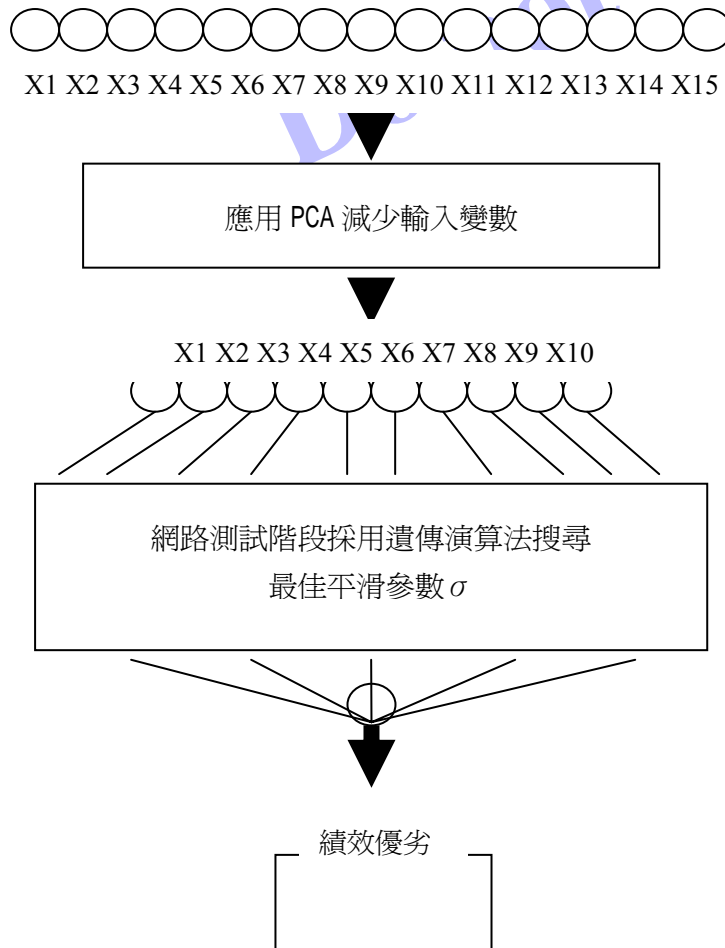 X1 X2 X3 X4 X5 X6 X7 X8 X9 X10 X11 X12 X13 X14 X15
應用 PCA 減少輸入變數
X1 X2 X3 X4 X5 X6 X7 X8 X9 X10
網路測試階段採用遺傳演算法搜尋
最佳平滑參數σ
績效優劣